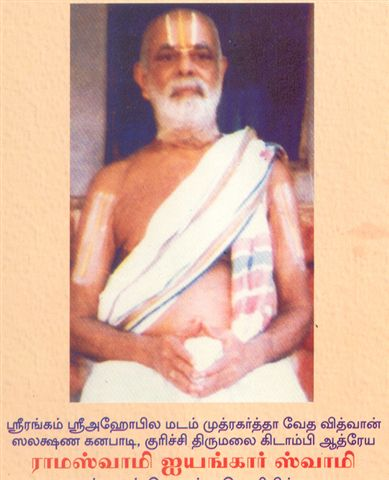 ஸ்ரீரங்கம் ஸ்ரீஅஹோபில மடம் முத்ரகர்த்தா வேத வித்வான்
ஸலக்ஷண கனபாடி, குரிச்சி திருமலை கிடாம்பி ஆத்ரேய
ராமஸ்வாமி ஐயங்கார் ஸ்வாமி